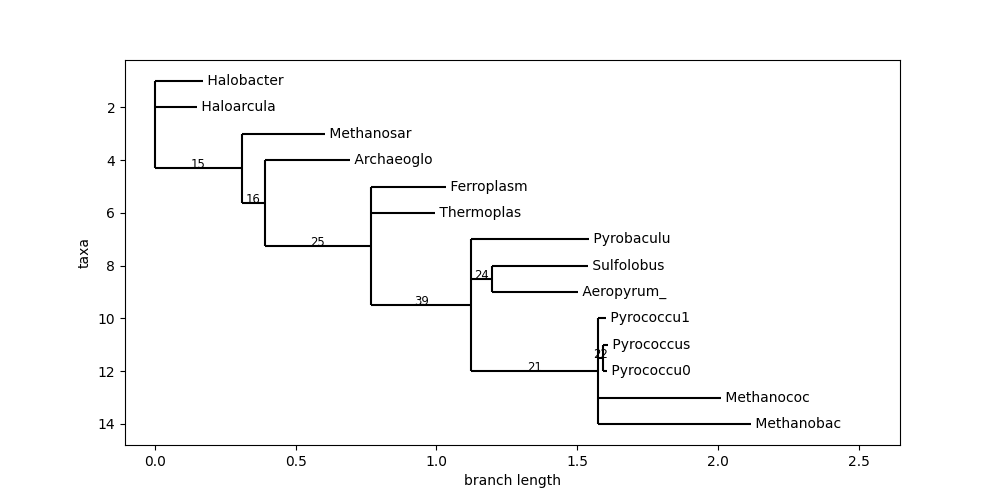 Halobacter
Haloarcula
2
Methanosar
15
4
Archaeoglo
Ferroplasm
16
6
Thermoplas
25
Pyrobaculu
taxa
8
Sulfolobus
24
Aeropyrum_
39
10
Pyrococcu1
Pyrococcus
22
21
12
Pyrococcu0
Methanococ
14
Methanobac
0.0 0.5 1.0 1.5 2.0 2.5
branch length